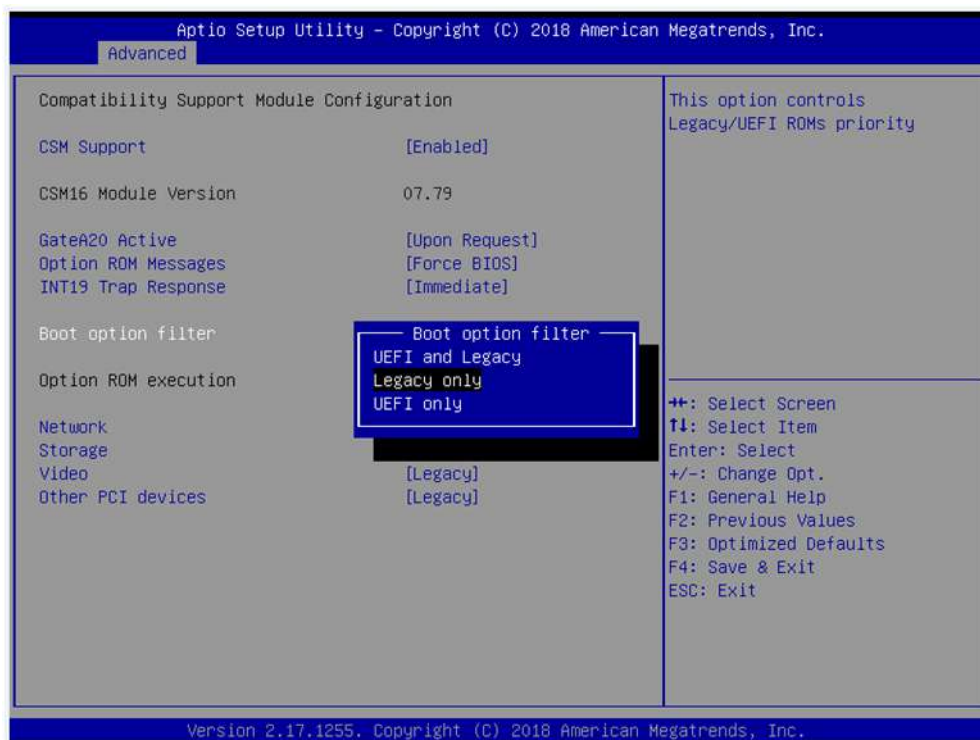 Aptio Setup Utility – Copyright (C) 2018 American Megatrends, Inc.
Advanced
Compatibility Support Module Configuration
CSM Support [Enabled]
CSM16 Module Version 07.79
GateA20 Active [Upon Request]
Option ROM Messages [Force BIOS]
INT19 Trap Response [Immediate]
Boot option filter
Option ROM execution
Network
Storage
Video [Legacy]
Other PCI devices [Legacy]
Boot option filter
UEFI and Legacy
Legacy only
UEFI only
This option controls
Legacy/UEFI ROMs priority
→←: Select Screen
↑↓: Select Item
Enter: Select
+/-: Change Opt.
F1: General Help
F2: Previous Values
F3: Optimized Defaults
F4: Save & Exit
ESC: Exit
Version 2.17.1255. Copyright (C) 2018 American Megatrends, Inc.